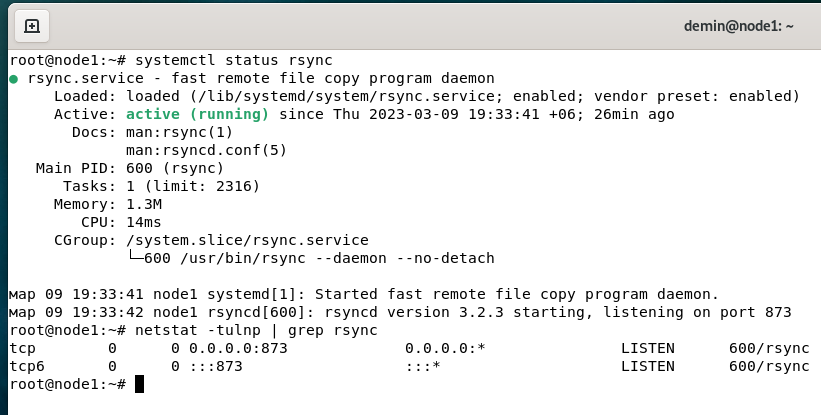 demin@node1: ~
root@node1:~# systemctl status rsync
● rsync.service - fast remote file copy program daemon
     Loaded: loaded (/lib/systemd/system/rsync.service; enabled; vendor preset: enabled)
     Active: active (running) since Thu 2023-03-09 19:33:41 +06; 26min ago
       Docs: man:rsync(1)
             man:rsyncd.conf(5)
   Main PID: 600 (rsync)
      Tasks: 1 (limit: 2316)
     Memory: 1.3M
        CPU: 14ms
     CGroup: /system.slice/rsync.service
             └─600 /usr/bin/rsync --daemon --no-detach
мар 09 19:33:41 node1 systemd[1]: Started fast remote file copy program daemon.
мар 09 19:33:42 node1 rsyncd[600]: rsyncd version 3.2.3 starting, listening on port 873
root@node1:~# netstat -tulnp | grep rsync
tcp        0      0 0.0.0.0:873             0.0.0.0:*               LISTEN      600/rsync
tcp6       0      0 :::873                  :::*                    LISTEN      600/rsync
root@node1:~#